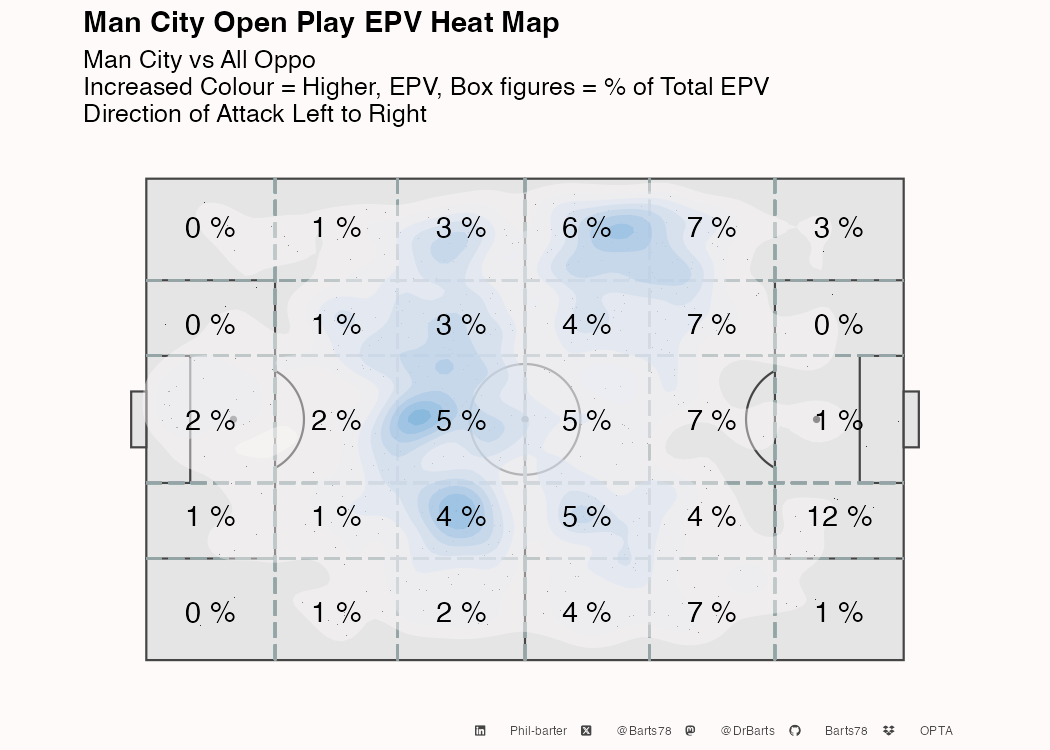 Man City Open Play EPV Heat Map
Man City vs All Oppo
Increased Colour = Higher, EPV, Box figures = % of Total EPV
Direction of Attack Left to Right
0 % 1 % 3 % 6 % 7 % 3 %
0 % 1 % 3 % 4 % 7 % 0 %
2 % 2 % 5 % 5 % 7 % 1 %
1 % 1 % 4 % 5 % 4 % 12 %
0 % 1 % 2 % 4 % 7 % 1 %
Phil-barter @Barts78 @DrBarts Barts78 OPTA